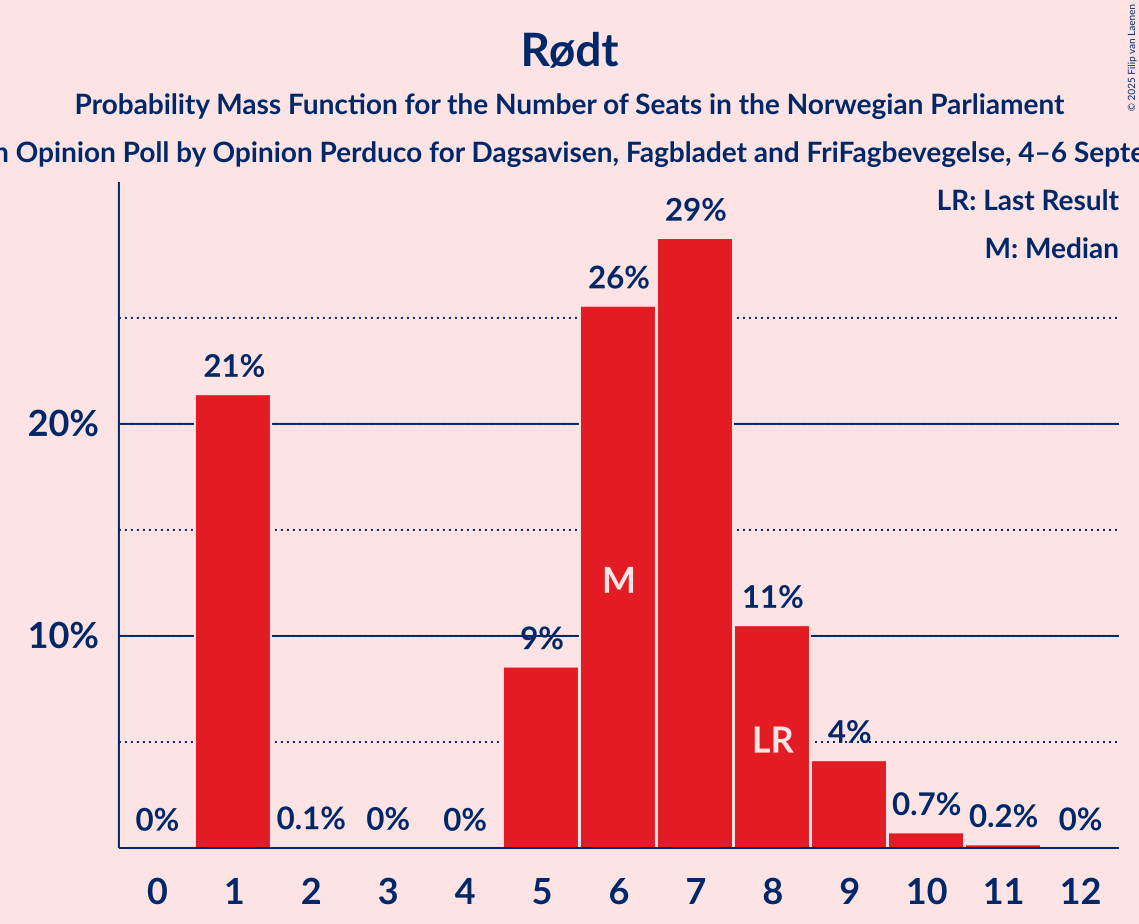 © 2025 Filip van Laenen
Rødt
Probability Mass Function for the Number of Seats in the Norwegian Parliament
n Opinion Poll by Opinion Perduco for Dagsavisen, Fagbladet and FriFagbevegelse, 4–6 Septe
LR: Last Result
M: Median
29%
26%
21%
20%
M
11%
10%
9%
LR
4%
0% 0.1% 0% 0% 0.7% 0.2% 0%
0 1 2 3 4 5 6 7 8 9 10 11 12